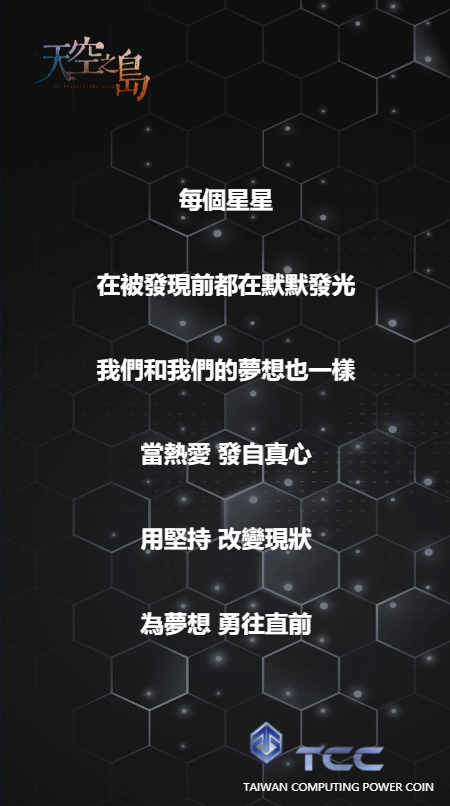 天空之島
每個星星
在被發現前都在默默發光
我們和我們的夢想也一樣
當熱愛 發自真心
用堅持 改變現狀
為夢想 勇往直前
TCC
TAIWAN COMPUTING POWER COIN